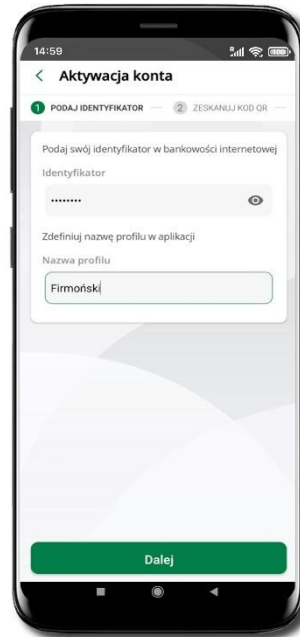 14:59
Aktywacja konta
1 PODAJ IDENTYFIKATOR 2 ZESKANUJ KOD QR
Podaj swój identyfikator w bankowości internetowej
Identyfikator
••••••••
Zdefiniuj nazwę profilu w aplikacji
Nazwa profilu
Firmoński
Dalej